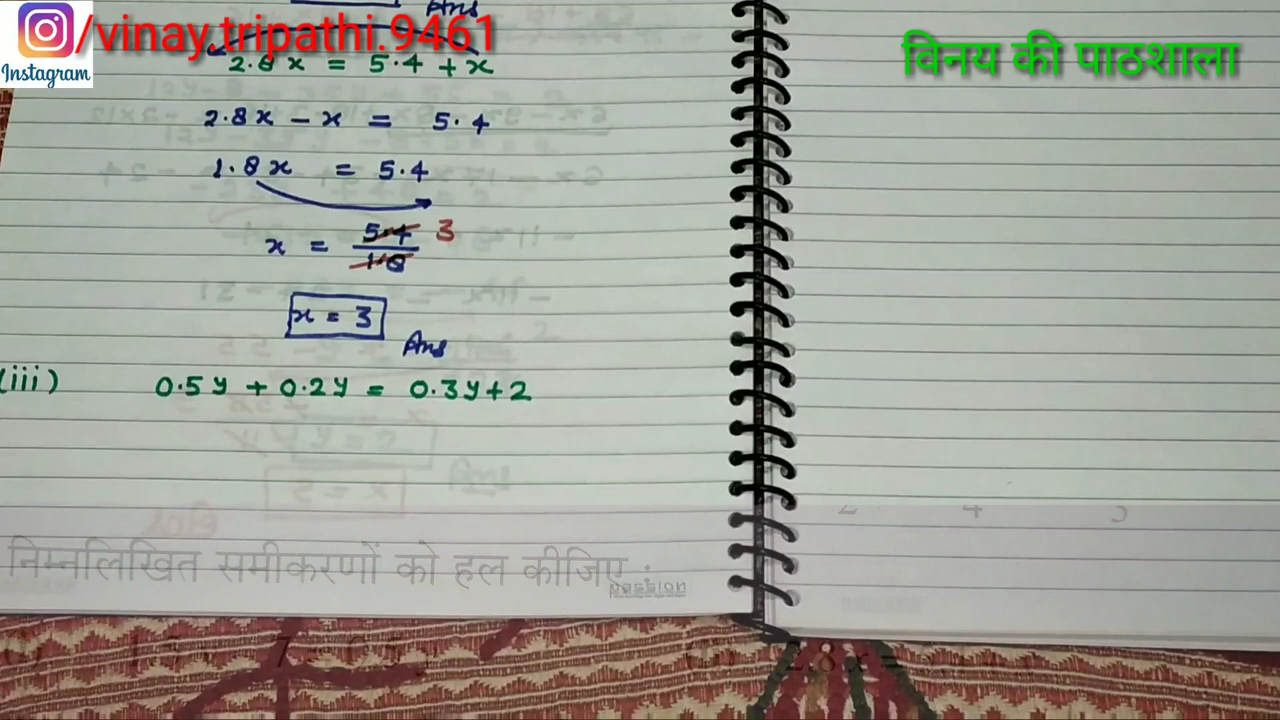 Ans
/vinay.tripathi.9461
Instagram
विनय की पाठशाला
2.8x = 5.4 + x
2.8x - x = 5.4
1.8x = 5.4
x = 5.4/1.8 3
x = 3
Ans
(iii) 0.5y + 0.2y = 0.3y + 2
निम्नलिखित समीकरणों को हल कीजिए :